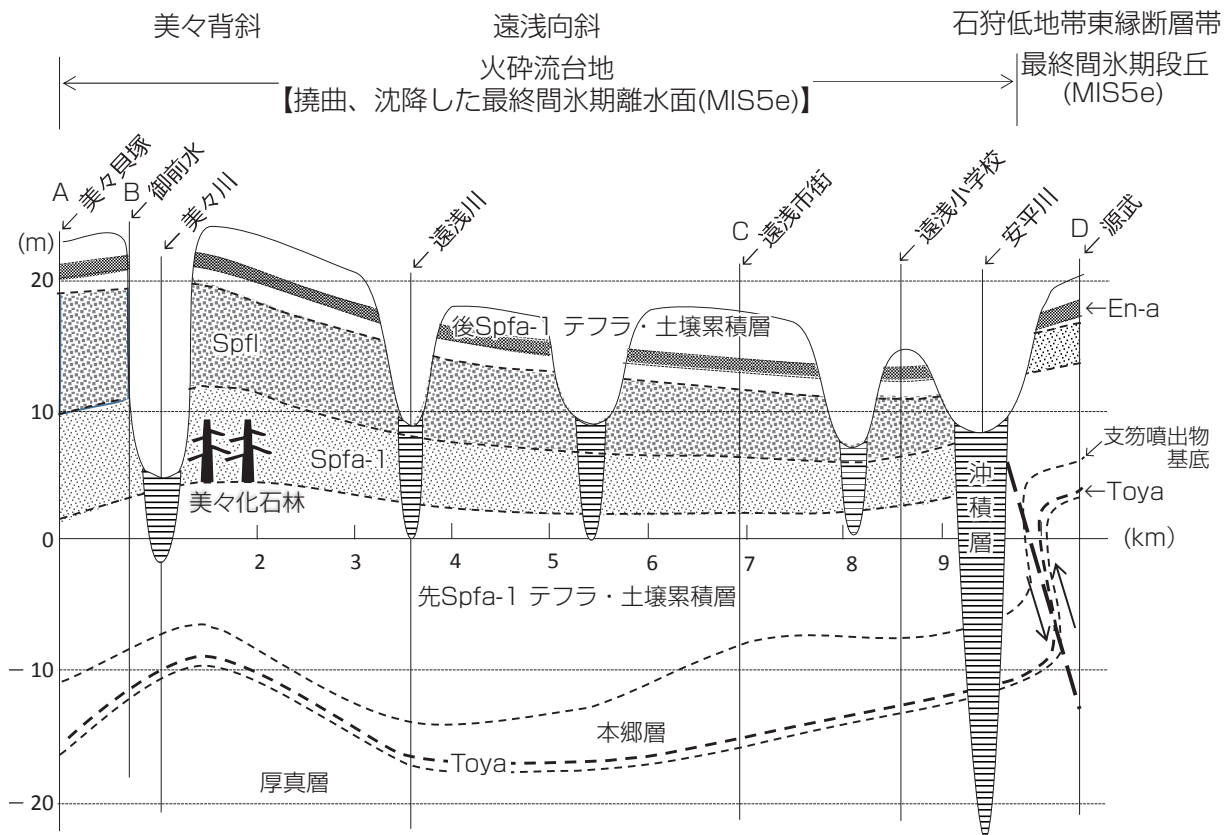 美々背斜
遠浅向斜
石狩低地帯東縁断層帯
火砕流台地
【撓曲、沈降した最終間氷期離水面(MIS5e)】
最終間氷期段丘
(MIS5e)
A
←美々貝塚
B
←御前水
←美々川
←遠浅川
C
←遠浅市街
←遠浅小学校
←安平川
D
←源武
(m)
20
10
0
－10
－20
Spfl
後Spfa-1 テフラ・土壌累積層
←En-a
Spfa-1
美々化石林
沖積層
支笏噴出物
基底
←Toya
2
3
4
5
6
7
8
9
(km)
先Spfa-1 テフラ・土壌累積層
本郷層
Toya
厚真層